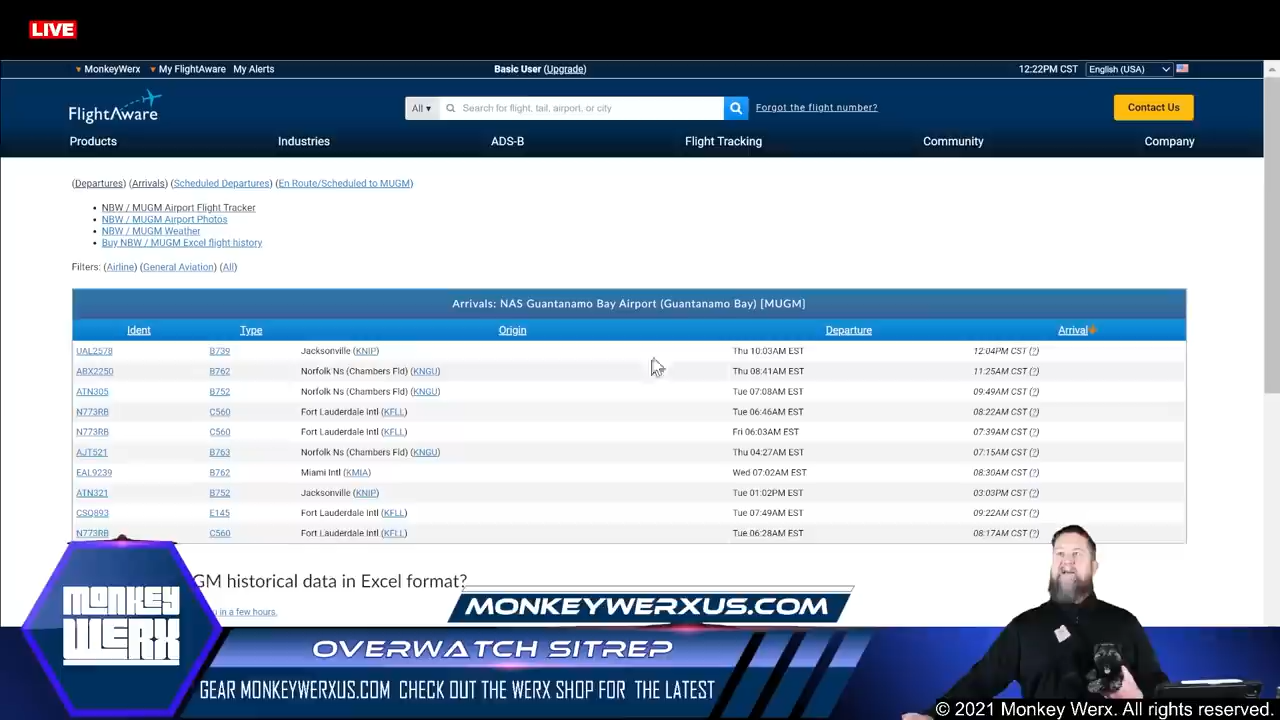 LIVE
MonkeyWerx My FlightAware My Alerts Basic User (Upgrade) 12:22PM CST English (USA)
FlightAware All Search for flight, tail, airport, or city Forgot the flight number? Contact Us
Products Industries ADS-B Flight Tracking Community Company
(Departures) (Arrivals) (Scheduled Departures) (En Route/Scheduled to MUGM)
• NBW / MUGM Airport Flight Tracker
• NBW / MUGM Airport Photos
• NBW / MUGM Weather
• Buy NBW / MUGM Excel flight history
Filters: (Airline) (General Aviation) (All)
Arrivals: NAS Guantanamo Bay Airport (Guantanamo Bay) [MUGM]
Ident Type Origin Departure Arrival
UAL2578 B739 Jacksonville (KNIP) Thu 10:03AM EST 12:04PM CST (?)
ABX2250 B762 Norfolk Ns (Chambers Fld) (KNGU) Thu 08:41AM EST 11:25AM CST (?)
ATN305 B752 Norfolk Ns (Chambers Fld) (KNGU) Tue 07:08AM EST 09:49AM CST (?)
N773RB C560 Fort Lauderdale Intl (KFLL) Tue 06:46AM EST 08:22AM CST (?)
N773RB C560 Fort Lauderdale Intl (KFLL) Fri 06:03AM EST 07:39AM CST (?)
AJT521 B763 Norfolk Ns (Chambers Fld) (KNGU) Thu 04:27AM EST 07:15AM CST (?)
EAL9239 B762 Miami Intl (KMIA) Wed 07:02AM EST 08:30AM CST (?)
ATN321 B752 Jacksonville (KNIP) Tue 01:02PM EST 03:03PM CST (?)
CSQ893 E145 Fort Lauderdale Intl (KFLL) Tue 07:49AM EST 09:22AM CST (?)
N773RB C560 Fort Lauderdale Intl (KFLL) Tue 06:28AM EST 08:17AM CST (?)
GM historical data in Excel format?
in a few hours.
MONKEYWERXUS.COM
MONKEY
WERX
OVERWATCH SITREP
GEAR MONKEYWERXUS.COM CHECK OUT THE WERX SHOP FOR THE LATEST
© 2021 Monkey Werx. All rights reserved.